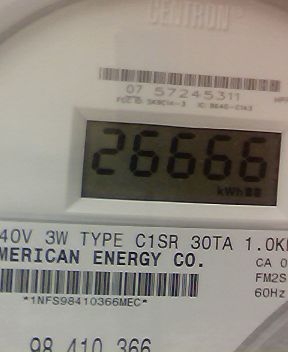 CENTRON
07 57245311
26666
kWh
40V 3W TYPE C1SR 30TA 1.0K
MERICAN ENERGY CO.
CA 0
FM2S
60Hz
*1NFS98410366MEC*
98 410 366